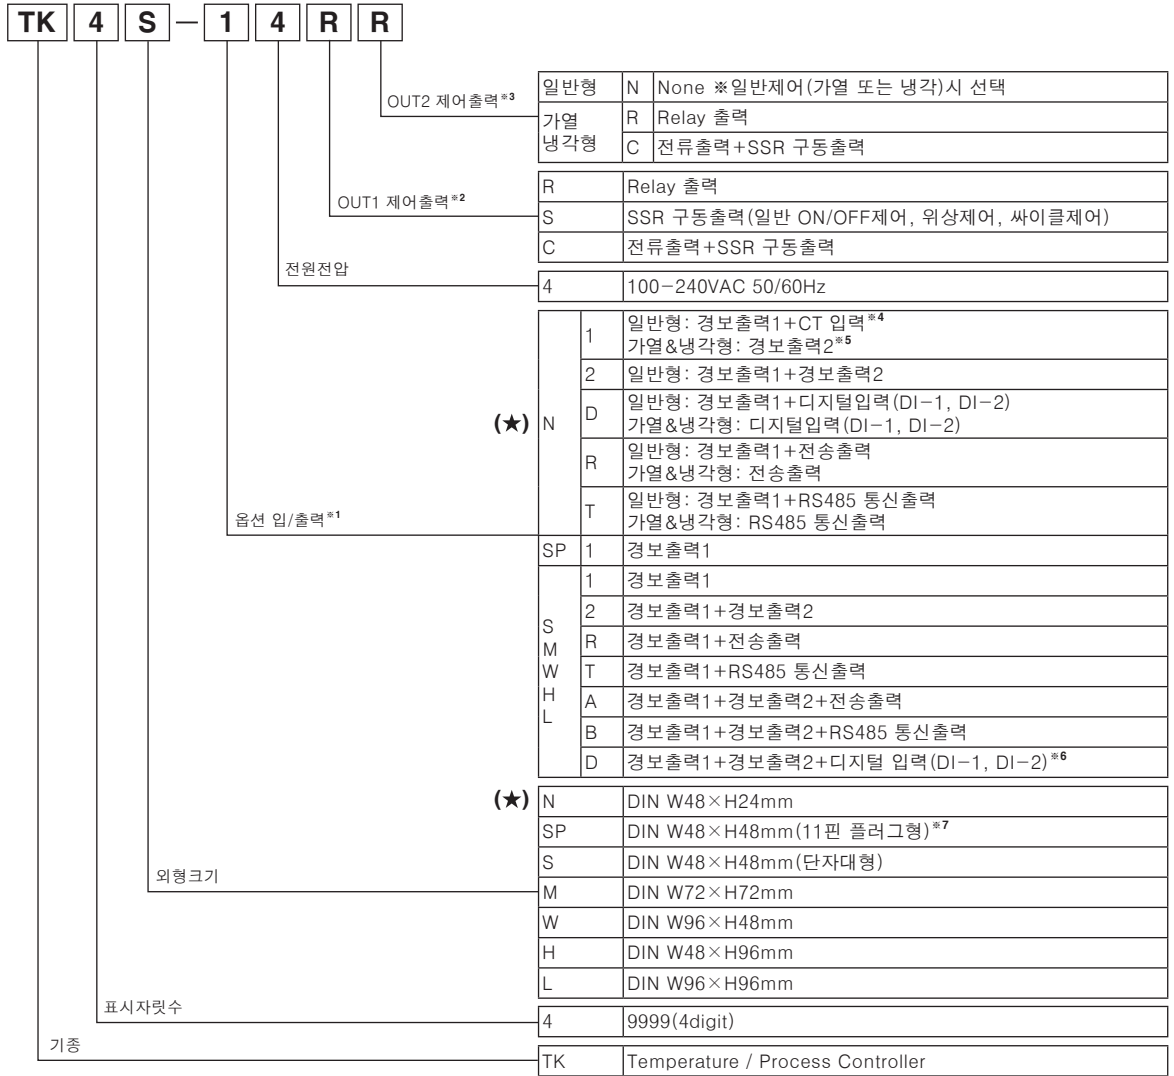 TK 4 S - 1 4 R R
OUT2 제어출력※3
일반형 N None ※일반제어(가열 또는 냉각)시 선택
가열
냉각형
R Relay 출력
C 전류출력+SSR 구동출력
OUT1 제어출력※2
R Relay 출력
S SSR 구동출력(일반 ON/OFF제어, 위상제어, 싸이클제어)
C 전류출력+SSR 구동출력
전원전압
4 100-240VAC 50/60Hz
옵션 입/출력※1
(★) N
1 일반형: 경보출력1+CT 입력※4
가열&냉각형: 경보출력2※5
2 일반형: 경보출력1+경보출력2
D 일반형: 경보출력1+디지털입력(DI-1, DI-2)
가열&냉각형: 디지털입력(DI-1, DI-2)
R 일반형: 경보출력1+전송출력
가열&냉각형: 전송출력
T 일반형: 경보출력1+RS485 통신출력
가열&냉각형: RS485 통신출력
SP 1 경보출력1
S
M
W
H
L
1 경보출력1
2 경보출력1+경보출력2
R 경보출력1+전송출력
T 경보출력1+RS485 통신출력
A 경보출력1+경보출력2+전송출력
B 경보출력1+경보출력2+RS485 통신출력
D 경보출력1+경보출력2+디지털 입력(DI-1, DI-2)※6
외형크기
(★) N DIN W48×H24mm
SP DIN W48×H48mm(11핀 플러그형)※7
S DIN W48×H48mm(단자대형)
M DIN W72×H72mm
W DIN W96×H48mm
H DIN W48×H96mm
L DIN W96×H96mm
표시자릿수
4 9999(4digit)
기종
TK Temperature / Process Controller